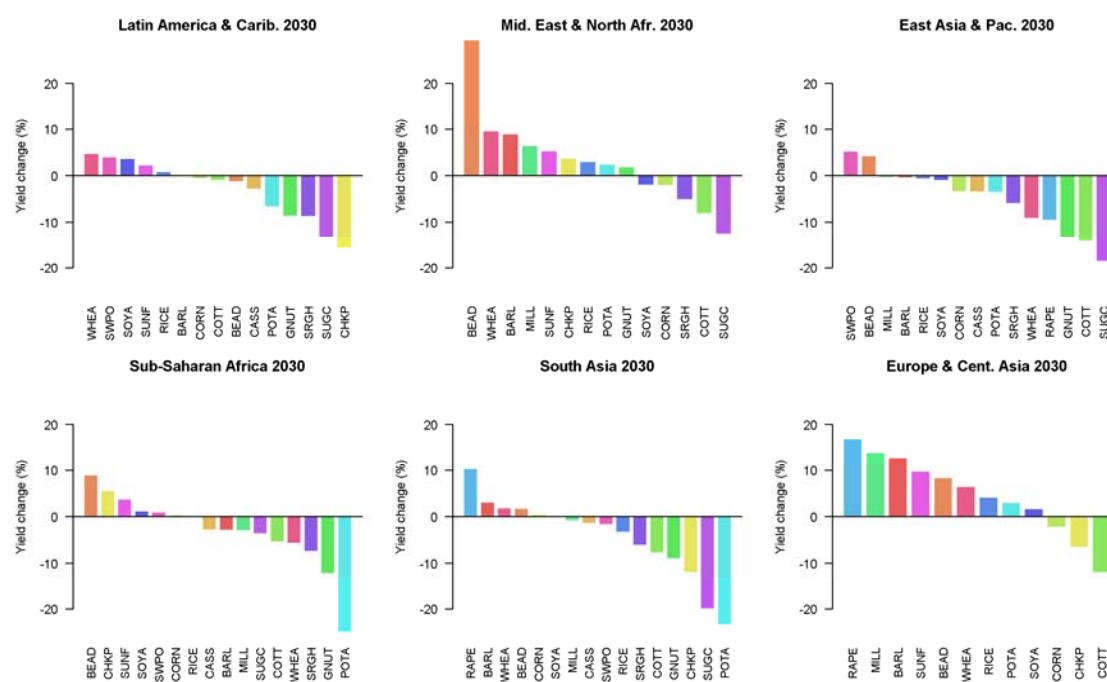 Latin America & Carib. 2030
Yield change (%)
20
10
0
-10
-20
WHEA SWPO SOYA SUNF RICE BARL CORN COTT BEAD CASS POTA GNUT SRGH SUGC CHKP
Mid. East & North Afr. 2030
Yield change (%)
20
10
0
-10
-20
BEAD WHEA BARL MILL SUNF CHKP RICE POTA GNUT SOYA CORN SRGH COTT SUGC
East Asia & Pac. 2030
Yield change (%)
20
10
0
-10
-20
SWPO BEAD MILL BARL RICE SOYA CORN CASS POTA SRGH WHEA RAPE GNUT COTT SUGC
Sub-Saharan Africa 2030
Yield change (%)
20
10
0
-10
-20
BEAD CHKP SUNF SOYA SWPO CORN RICE CASS BARL MILL SUGC COTT WHEA SRGH GNUT POTA
South Asia 2030
Yield change (%)
20
10
0
-10
-20
RAPE BARL WHEA BEAD CORN SOYA MILL CASS SWPO RICE SRGH COTT GNUT CHKP SUGC POTA
Europe & Cent. Asia 2030
Yield change (%)
20
10
0
-10
-20
RAPE MILL BARL SUNF BEAD WHEA RICE POTA SOYA CORN CHKP COTT